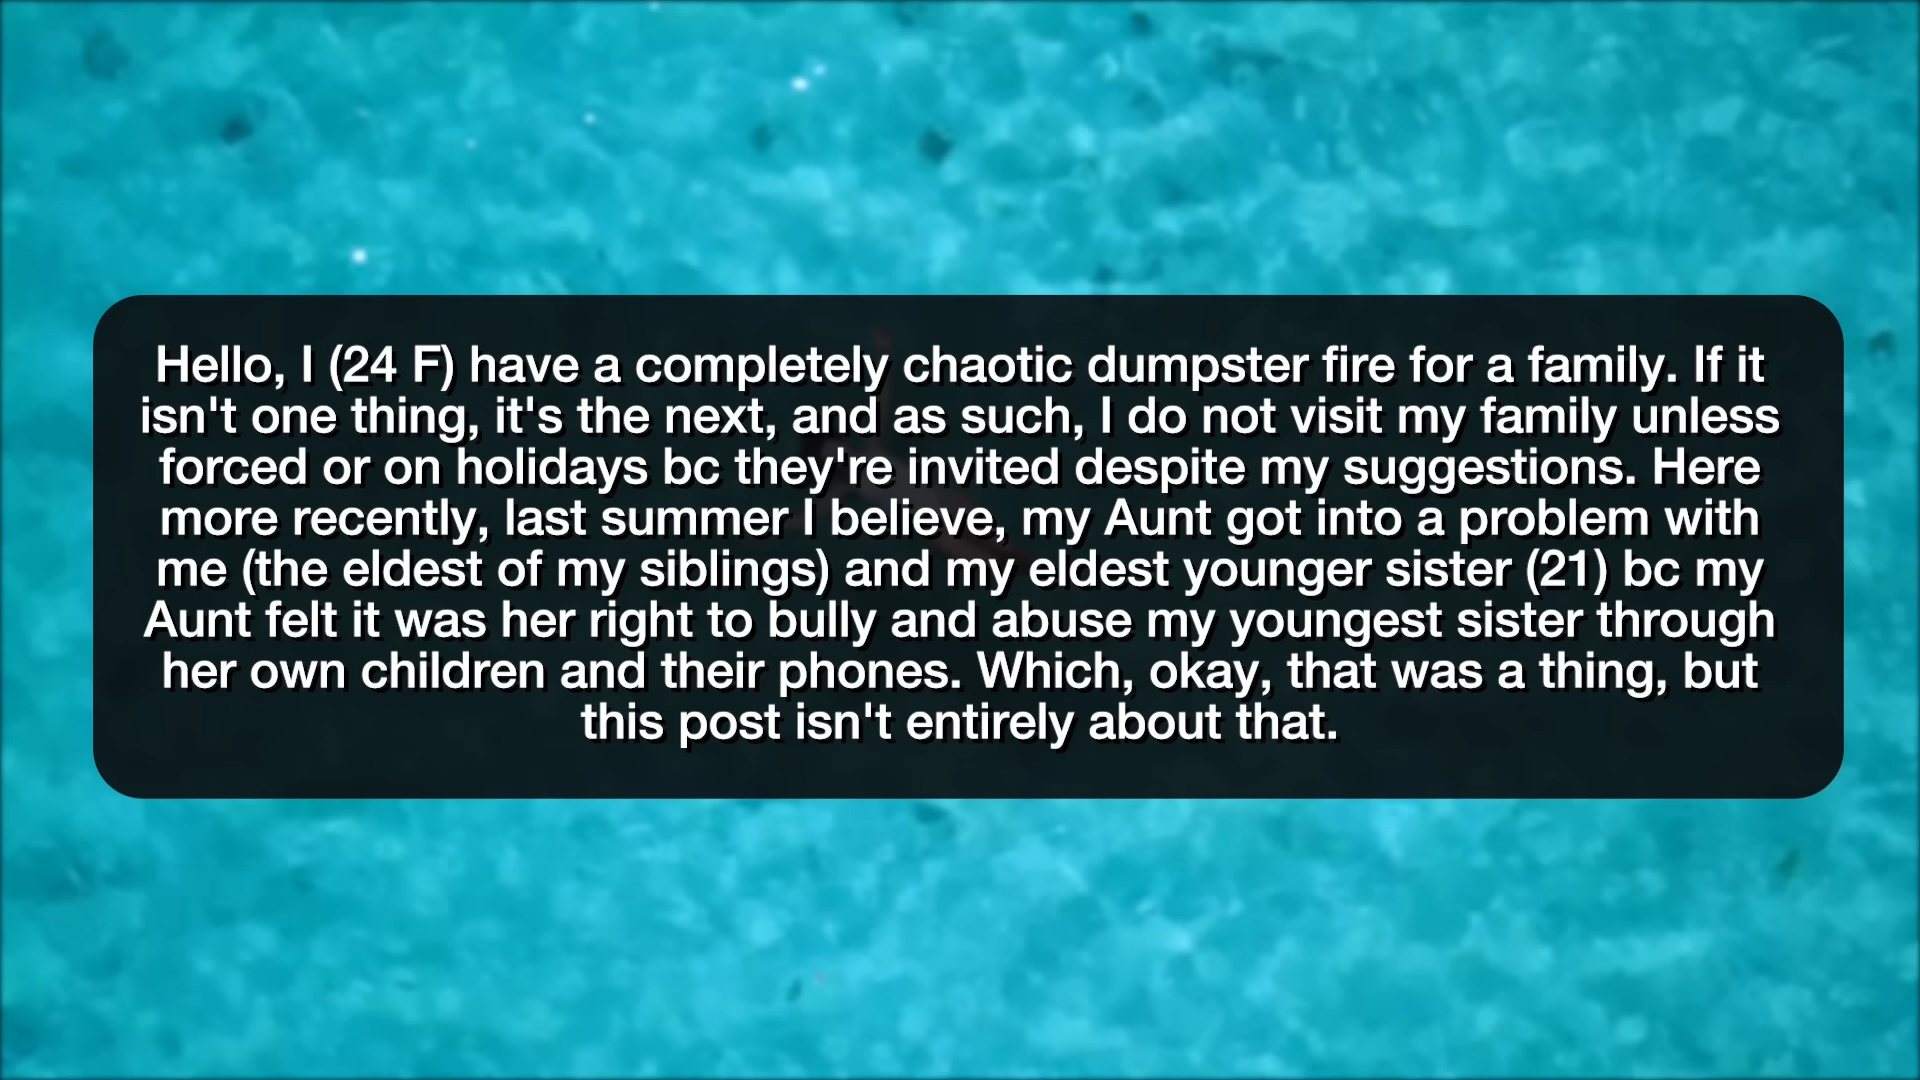 Hello, I (24 F) have a completely chaotic dumpster fire for a family. If it
isn't one thing, it's the next, and as such, I do not visit my family unless
forced or on holidays bc they're invited despite my suggestions. Here
more recently, last summer I believe, my Aunt got into a problem with
me (the eldest of my siblings) and my eldest younger sister (21) bc my
Aunt felt it was her right to bully and abuse my youngest sister through
her own children and their phones. Which, okay, that was a thing, but
this post isn't entirely about that.